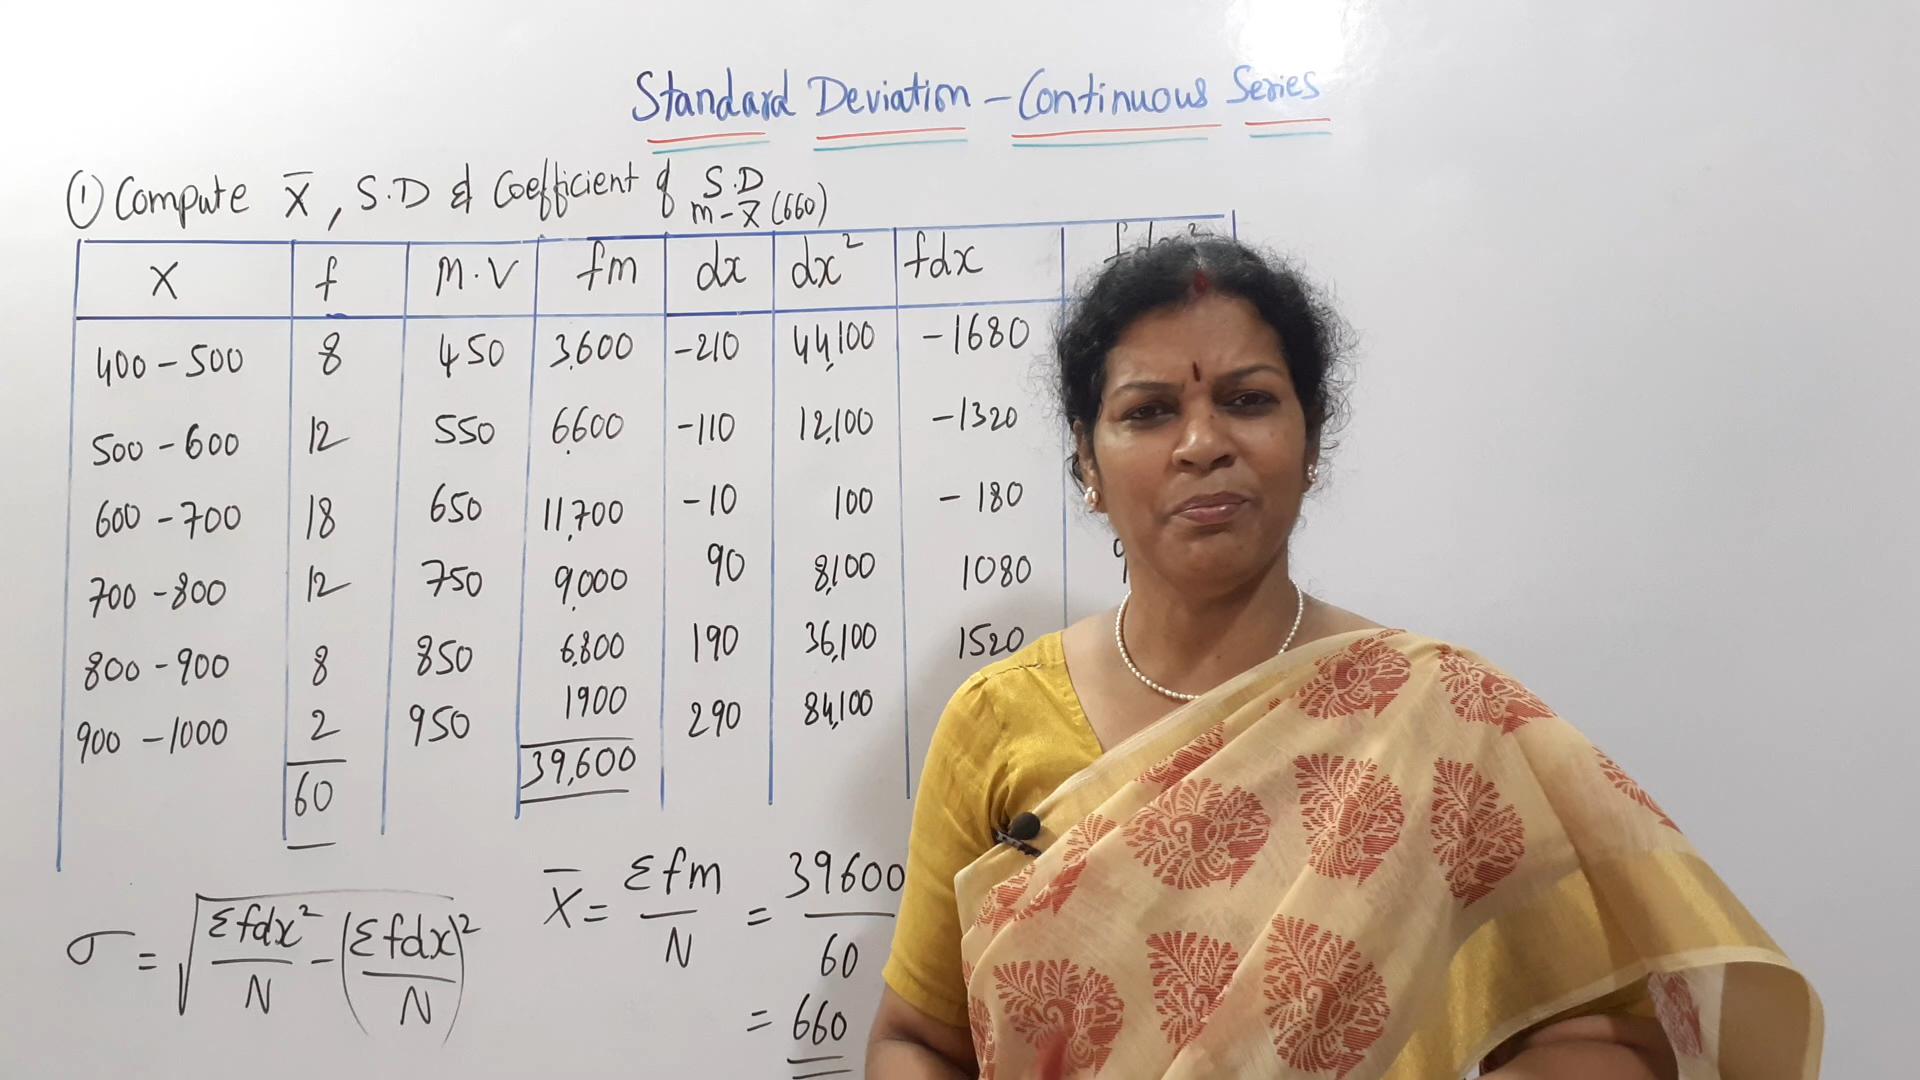 Standard Deviation - Continuous Series
① Compute X̅, S.D & Coefficient of S.D
m - X̅ (660)
X f M.V fm dx dx² fdx
400 - 500 8 450 3,600 -210 44,100 -1680
500 - 600 12 550 6,600 -110 12,100 -1320
600 - 700 18 650 11,700 -10 100 - 180
700 - 800 12 750 9,000 90 8,100 1080
800 - 900 8 850 6,800 190 36,100 1520
900 - 1000 2 950 1900 290 84,100
60 39,600
σ = √(Σfdx²/N - (Σfdx/N)²)
X̅ = Σfm/N = 39600/60
= 660